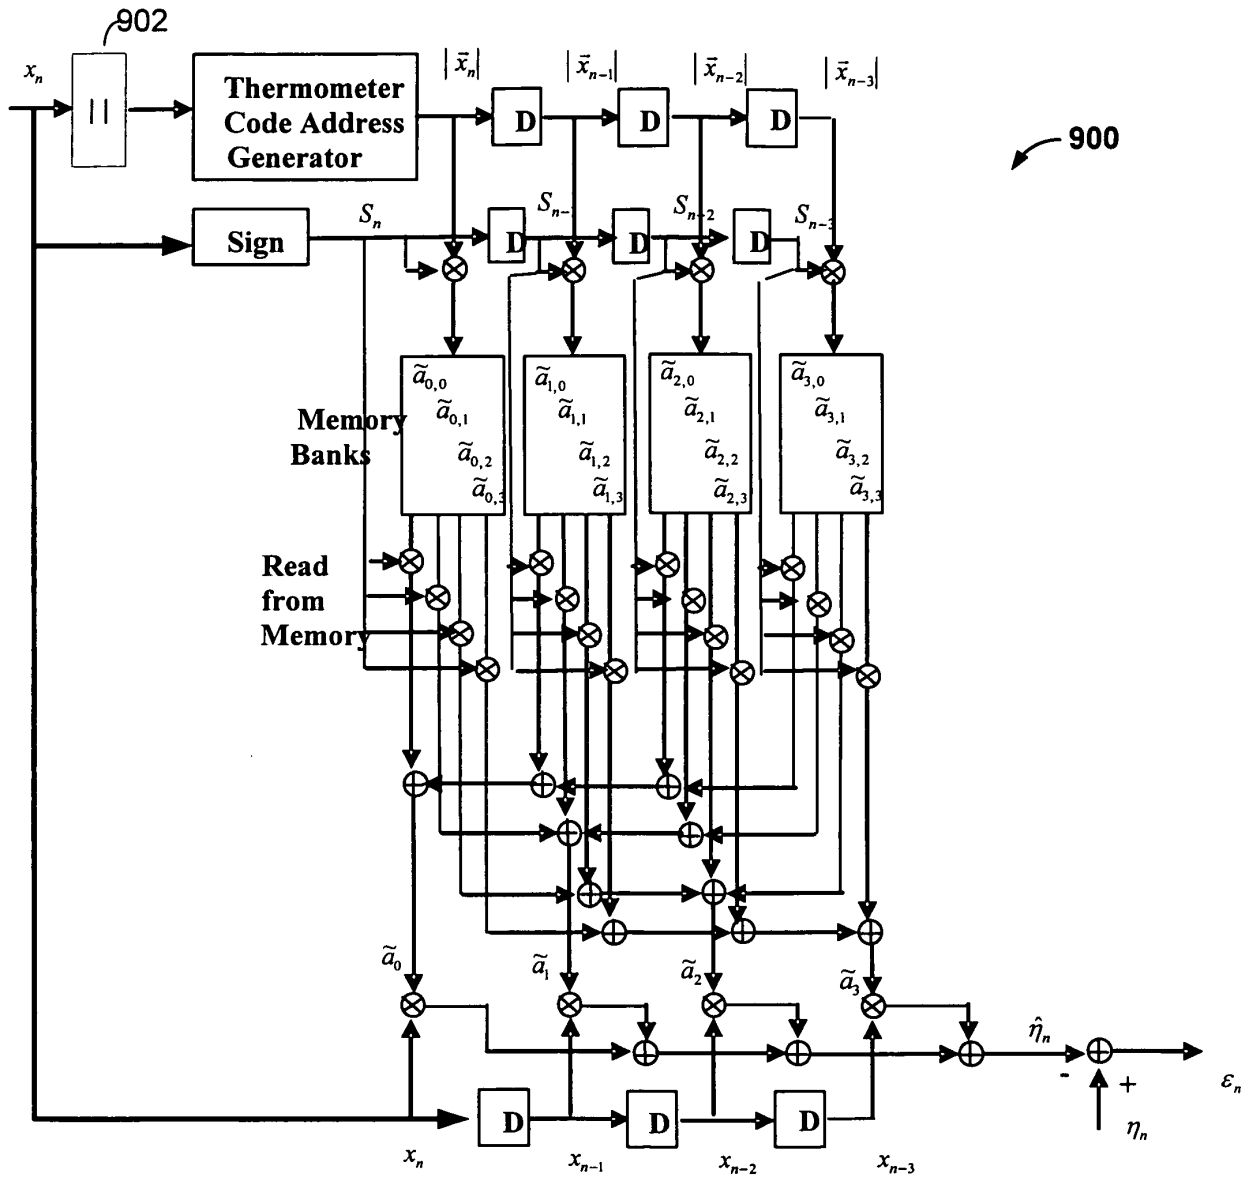 902
x_n
||
Thermometer
Code Address
Generator
|x⃗_n|
|x⃗_{n-1}|
|x⃗_{n-2}|
|x⃗_{n-3}|
D
D
D
900
Sign
S_n
S_{n-1}
S_{n-2}
S_{n-3}
D
D
D
Memory
Banks
ã_{0,0}
ã_{0,1}
ã_{0,2}
ã_{0,3}
ã_{1,0}
ã_{1,1}
ã_{1,2}
ã_{1,3}
ã_{2,0}
ã_{2,1}
ã_{2,2}
ã_{2,3}
ã_{3,0}
ã_{3,1}
ã_{3,2}
ã_{3,3}
Read
from
Memory
ã_0
ã_1
ã_2
ã_3
η̂_n
-
+
ε_n
η_n
D
D
D
x_n
x_{n-1}
x_{n-2}
x_{n-3}